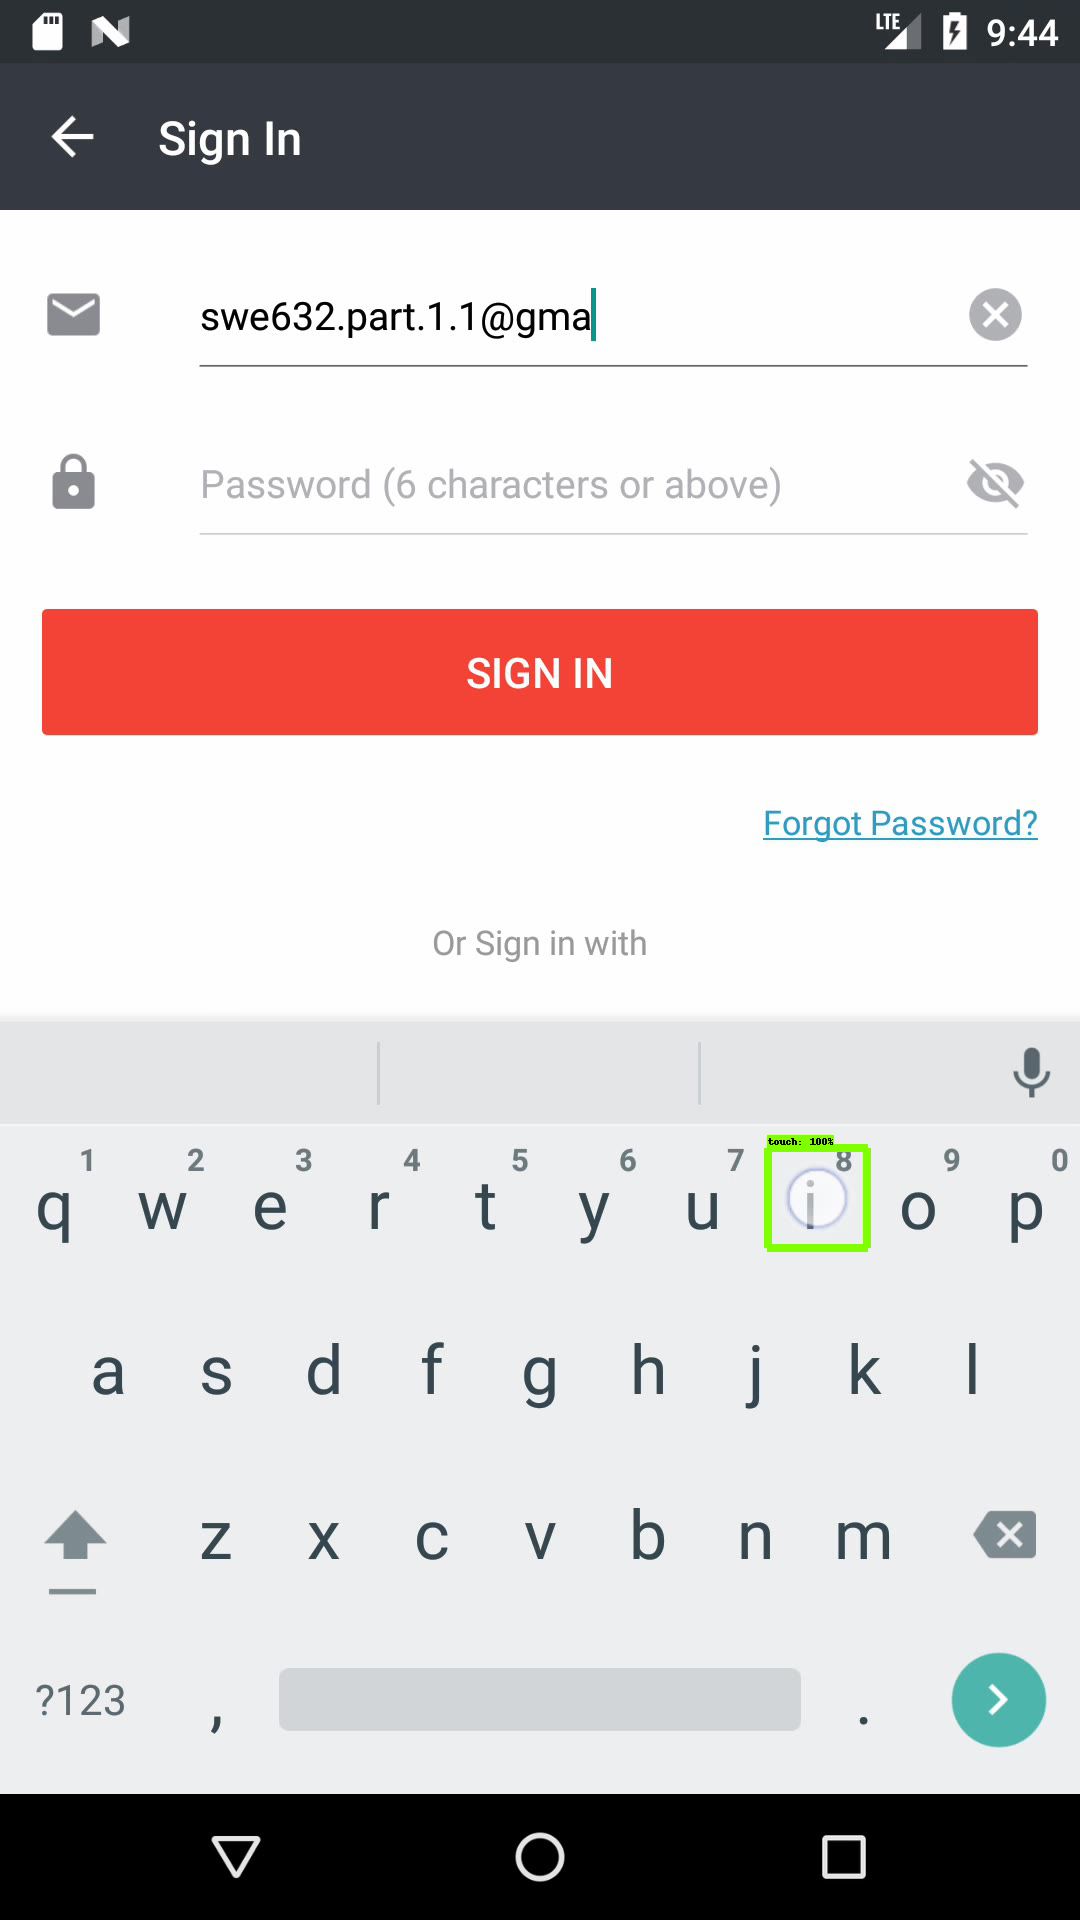 LTE 9:44
Sign In
swe632.part.1.1@gma
Password (6 characters or above)
SIGN IN
Forgot Password?
Or Sign in with
touch: 100%
1 2 3 4 5 6 7 8 9 0
q w e r t y u i o p
a s d f g h j k l
z x c v b n m
?123 , .